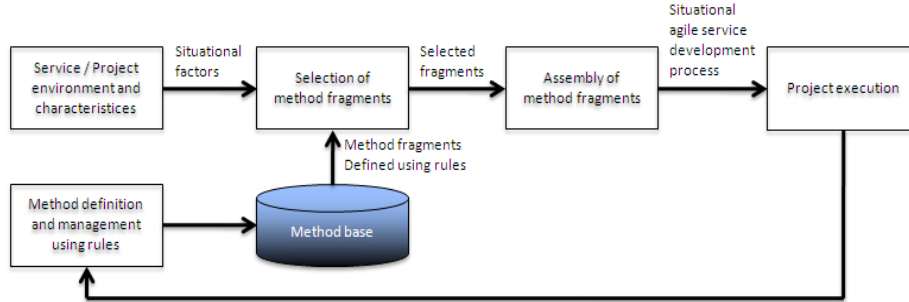 Service / Project
environment and
characteristices
Situational
factors
Selection of
method fragments
Selected
fragments
Assembly of
method fragments
Situational
agile service
development
process
Project execution
Method fragments
Defined using rules
Method definition
and management
using rules
Method base